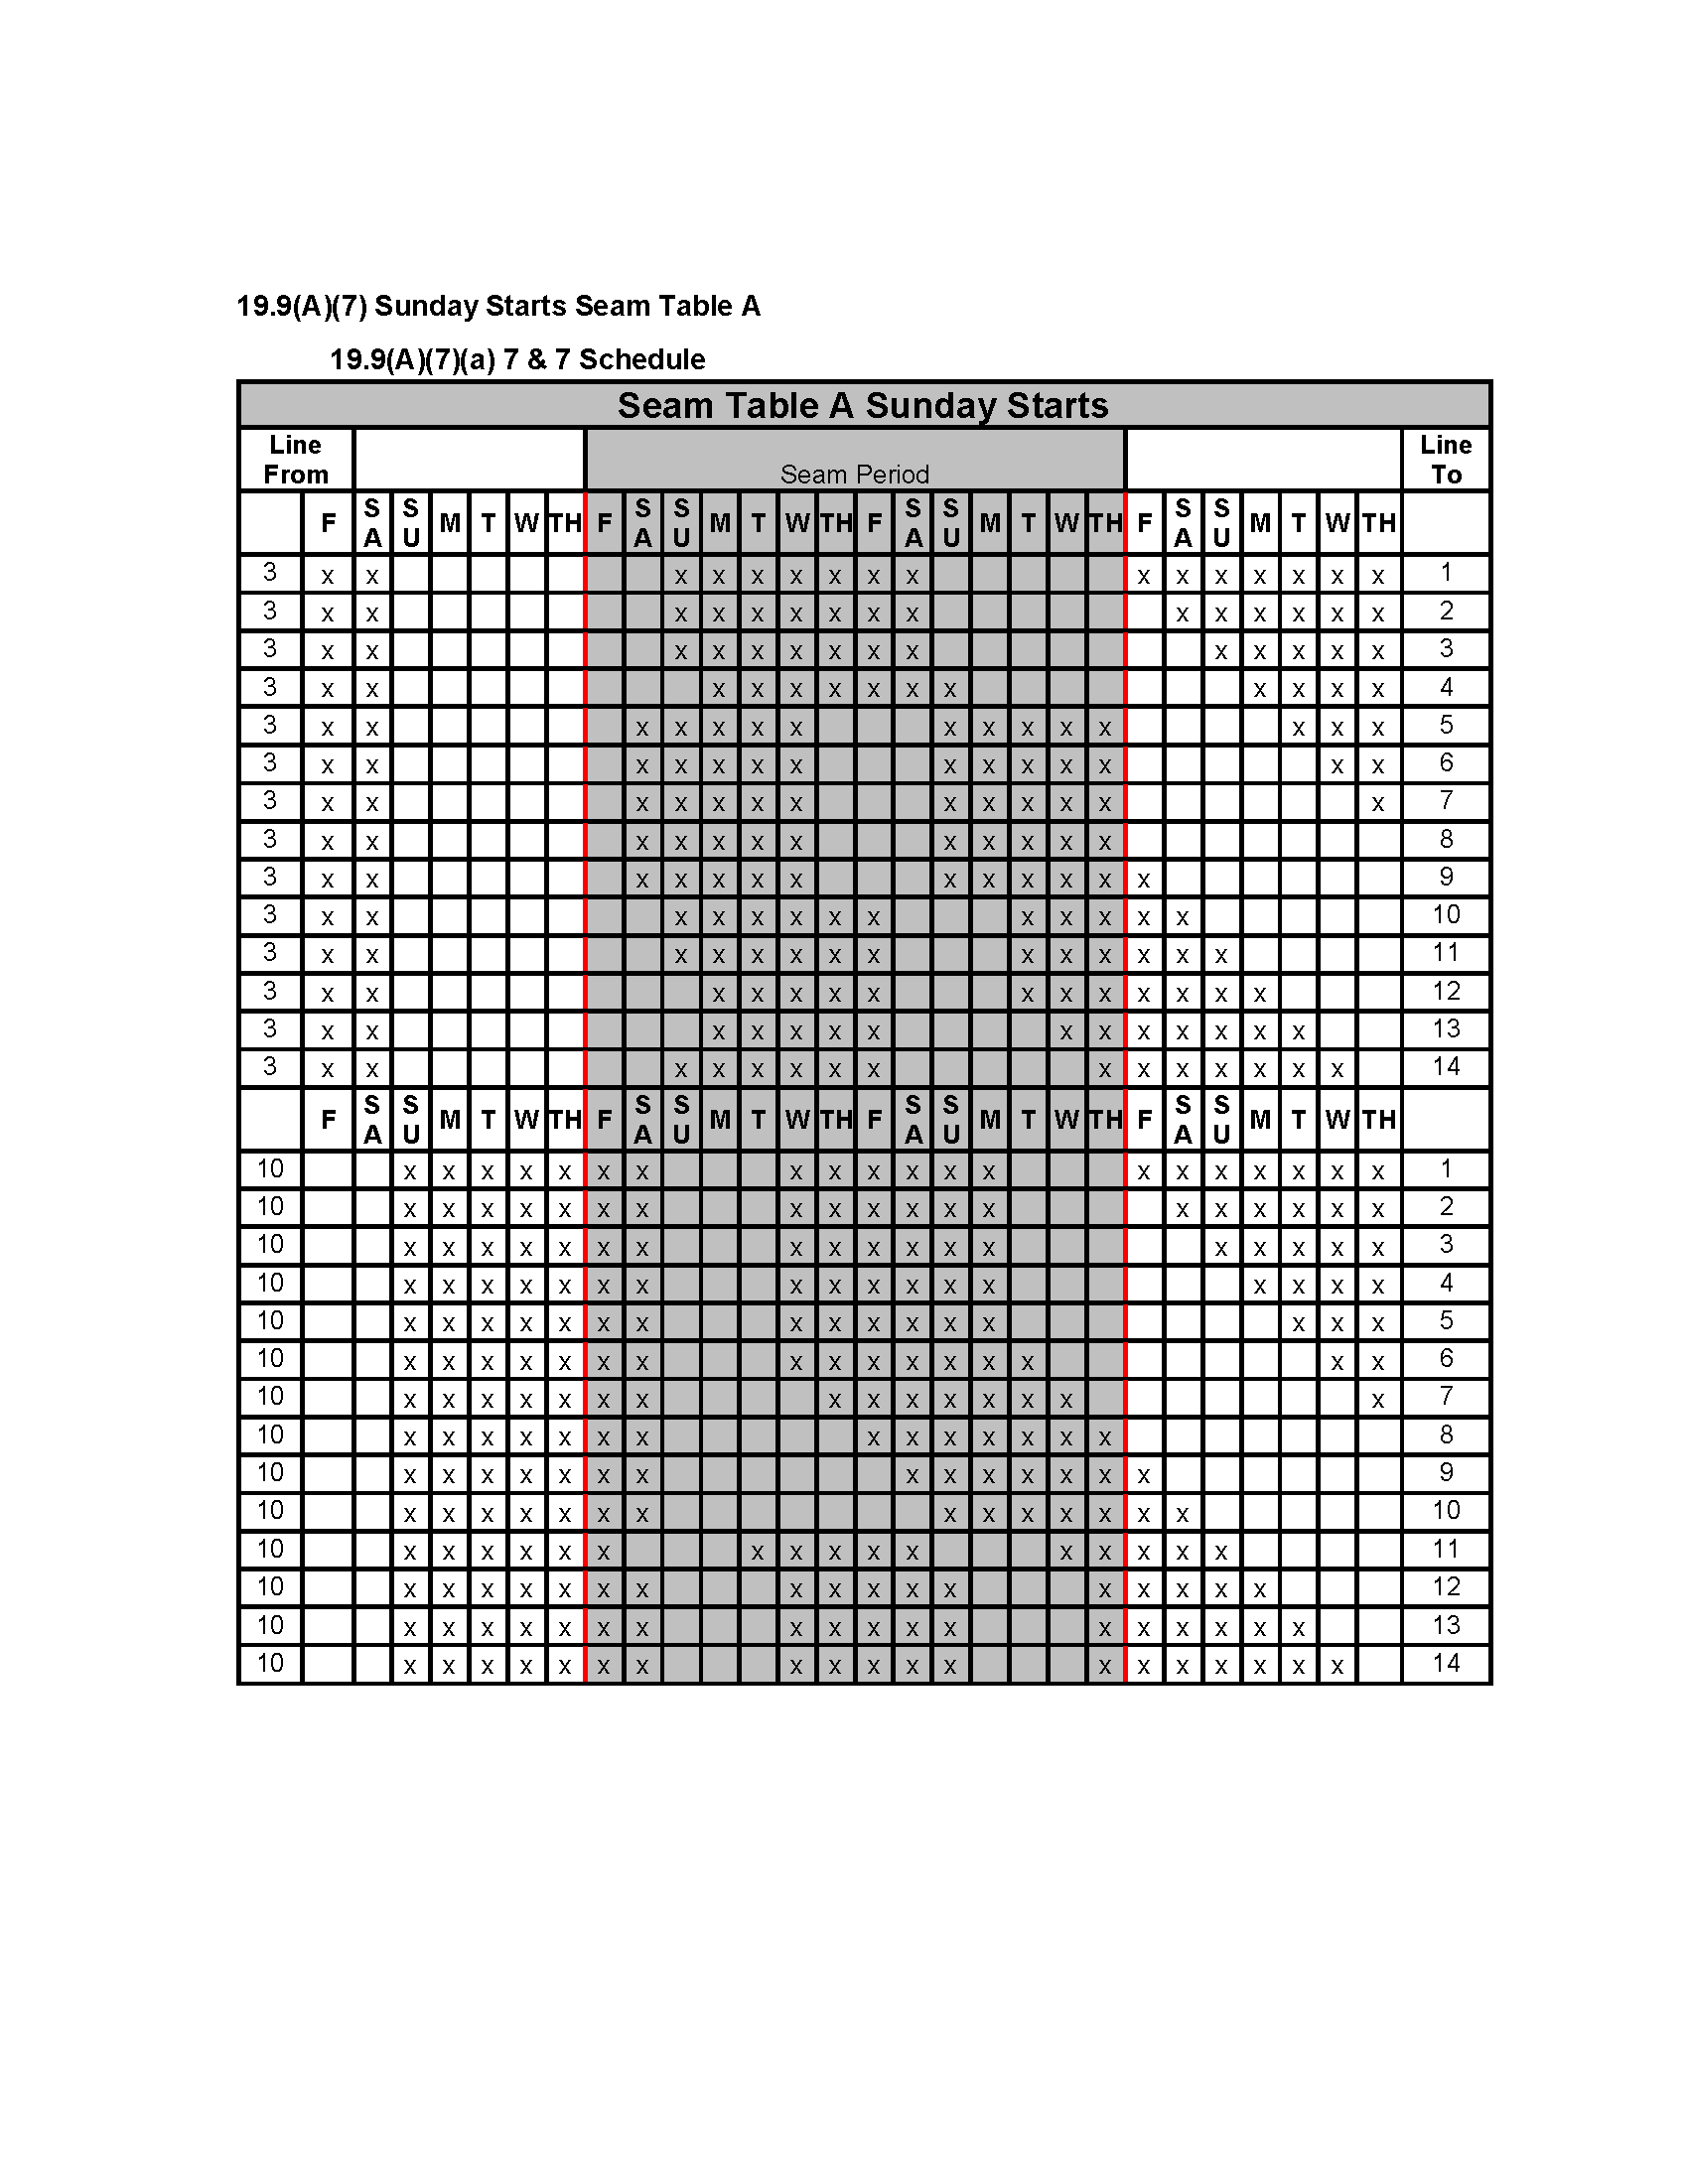 19.9(A)(7) Sunday Starts Seam Table A
19.9(A)(7)(a) 7 & 7 Schedule
Seam Table A Sunday Starts
Line From Seam Period Line To
F SA SU M T W TH F SA SU M T W TH F SA SU M T W TH F SA SU M T W TH
3 x x x x x x x x x x x x x x x x 1
3 x x x x x x x x x x x x x x x 2
3 x x x x x x x x x x x x x x 3
3 x x x x x x x x x x x x x 4
3 x x x x x x x x x x x x x x x 5
3 x x x x x x x x x x x x x x 6
3 x x x x x x x x x x x x x 7
3 x x x x x x x x x x x x 8
3 x x x x x x x x x x x x x 9
3 x x x x x x x x x x x x x 10
3 x x x x x x x x x x x x x x 11
3 x x x x x x x x x x x x x x 12
3 x x x x x x x x x x x x x x 13
3 x x x x x x x x x x x x x x x 14
F SA SU M T W TH F SA SU M T W TH F SA SU M T W TH F SA SU M T W TH
10 x x x x x x x x x x x x x x x x x x x x 1
10 x x x x x x x x x x x x x x x x x x x 2
10 x x x x x x x x x x x x x x x x x x 3
10 x x x x x x x x x x x x x x x x x 4
10 x x x x x x x x x x x x x x x x 5
10 x x x x x x x x x x x x x x x x 6
10 x x x x x x x x x x x x x x x 7
10 x x x x x x x x x x x x x x 8
10 x x x x x x x x x x x x x x 9
10 x x x x x x x x x x x x x x 10
10 x x x x x x x x x x x x x x x x 11
10 x x x x x x x x x x x x x x x x x 12
10 x x x x x x x x x x x x x x x x x x 13
10 x x x x x x x x x x x x x x x x x x x 14